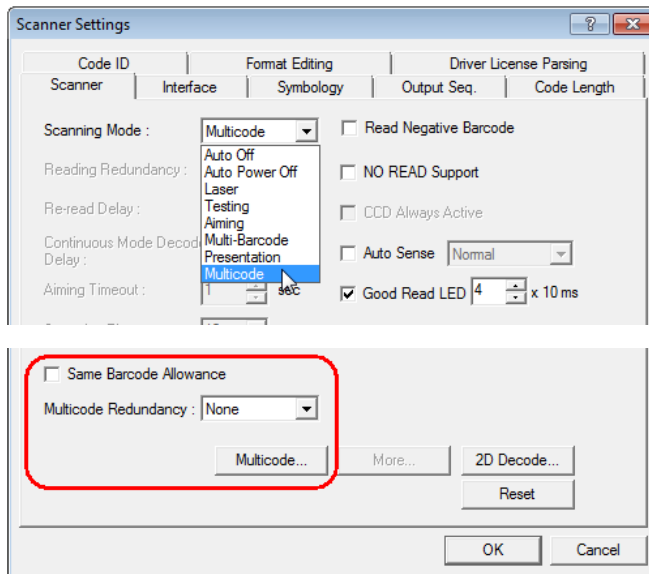 Scanner Settings
Code ID Format Editing Driver License Parsing
Scanner Interface Symbology Output Seq. Code Length
Scanning Mode : Multicode Read Negative Barcode
Auto Off
Reading Redundancy : Auto Power Off NO READ Support
Laser
Re-read Delay : Testing CCD Always Active
Aiming
Continuous Mode Decod Multi-Barcode
Delay : Presentation Auto Sense Normal
Multicode
Aiming Timeout : 1 sec Good Read LED 4 x 10 ms
Same Barcode Allowance
Multicode Redundancy : None
Multicode... More... 2D Decode...
Reset
OK Cancel